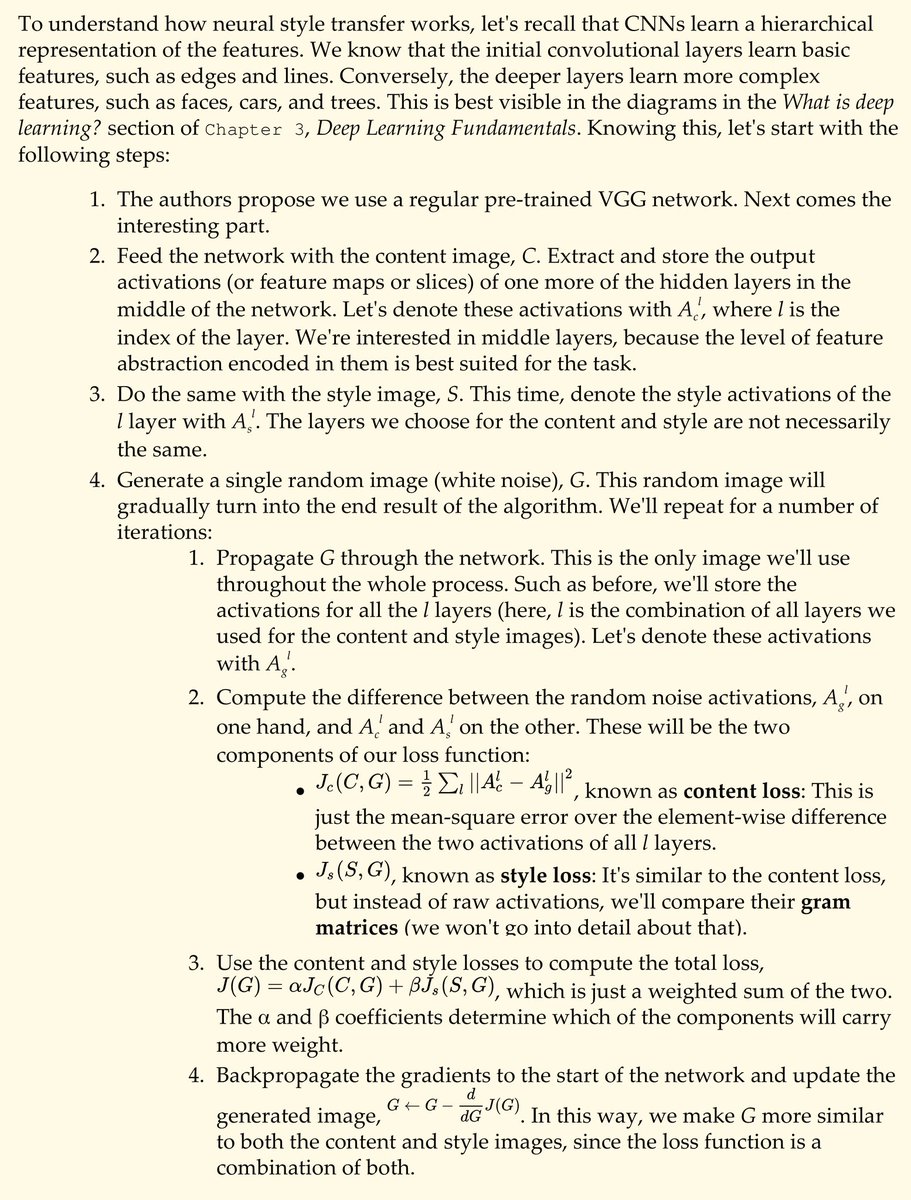 To understand how neural style transfer works, let's recall that CNNs learn a hierarchical
representation of the features. We know that the initial convolutional layers learn basic
features, such as edges and lines. Conversely, the deeper layers learn more complex
features, such as faces, cars, and trees. This is best visible in the diagrams in the What is deep
learning? section of Chapter 3, Deep Learning Fundamentals. Knowing this, let's start with the
following steps:
1. The authors propose we use a regular pre-trained VGG network. Next comes the
interesting part.
2. Feed the network with the content image, C. Extract and store the output
activations (or feature maps or slices) of one more of the hidden layers in the
middle of the network. Let's denote these activations with A_c^l, where l is the
index of the layer. We're interested in middle layers, because the level of feature
abstraction encoded in them is best suited for the task.
3. Do the same with the style image, S. This time, denote the style activations of the
l layer with A_s^l. The layers we choose for the content and style are not necessarily
the same.
4. Generate a single random image (white noise), G. This random image will
gradually turn into the end result of the algorithm. We'll repeat for a number of
iterations:
1. Propagate G through the network. This is the only image we'll use
throughout the whole process. Such as before, we'll store the
activations for all the l layers (here, l is the combination of all layers we
used for the content and style images). Let's denote these activations
with A_g^l.
2. Compute the difference between the random noise activations, A_g^l, on
one hand, and A_c^l and A_s^l on the other. These will be the two
components of our loss function:
• J_c(C, G) = 1/2 ∑_l ||A_c^l − A_g^l||^2, known as content loss: This is
just the mean-square error over the element-wise difference
between the two activations of all l layers.
• J_s(S, G), known as style loss: It's similar to the content loss,
but instead of raw activations, we'll compare their gram
matrices (we won't go into detail about that).
3. Use the content and style losses to compute the total loss,
J(G) = αJ_C(C, G) + βJ_s(S, G), which is just a weighted sum of the two.
The α and β coefficients determine which of the components will carry
more weight.
4. Backpropagate the gradients to the start of the network and update the
generated image, G ← G − d/dG J(G). In this way, we make G more similar
to both the content and style images, since the loss function is a
combination of both.